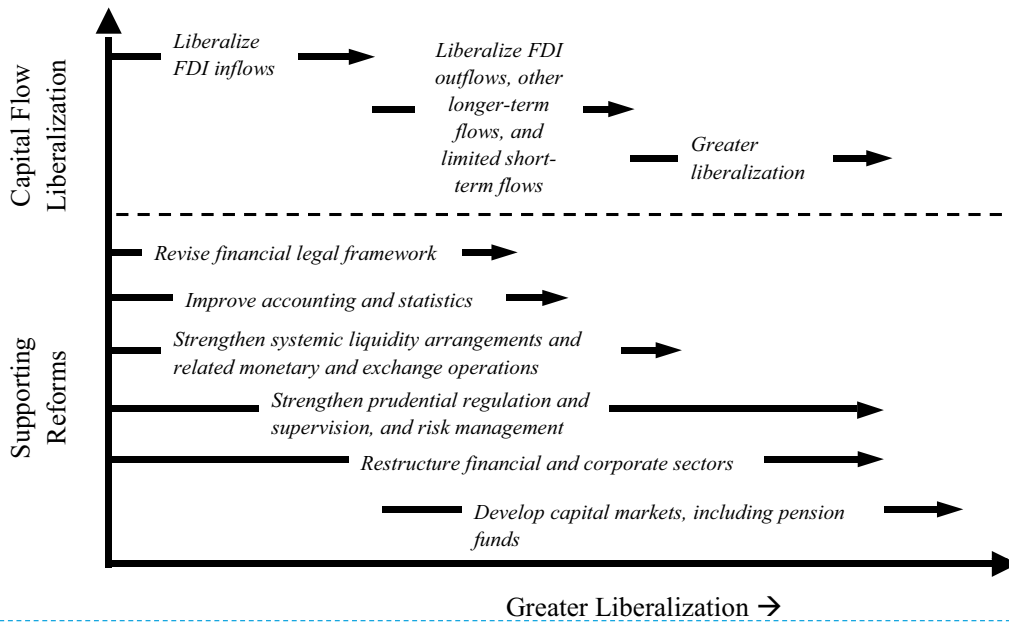 Capital Flow
Liberalization
Liberalize
FDI inflows
Liberalize FDI
outflows, other
longer-term
flows, and
limited short-
term flows
Greater
liberalization
Supporting
Reforms
Revise financial legal framework
Improve accounting and statistics
Strengthen systemic liquidity arrangements and
related monetary and exchange operations
Strengthen prudential regulation and
supervision, and risk management
Restructure financial and corporate sectors
Develop capital markets, including pension
funds
Greater Liberalization →